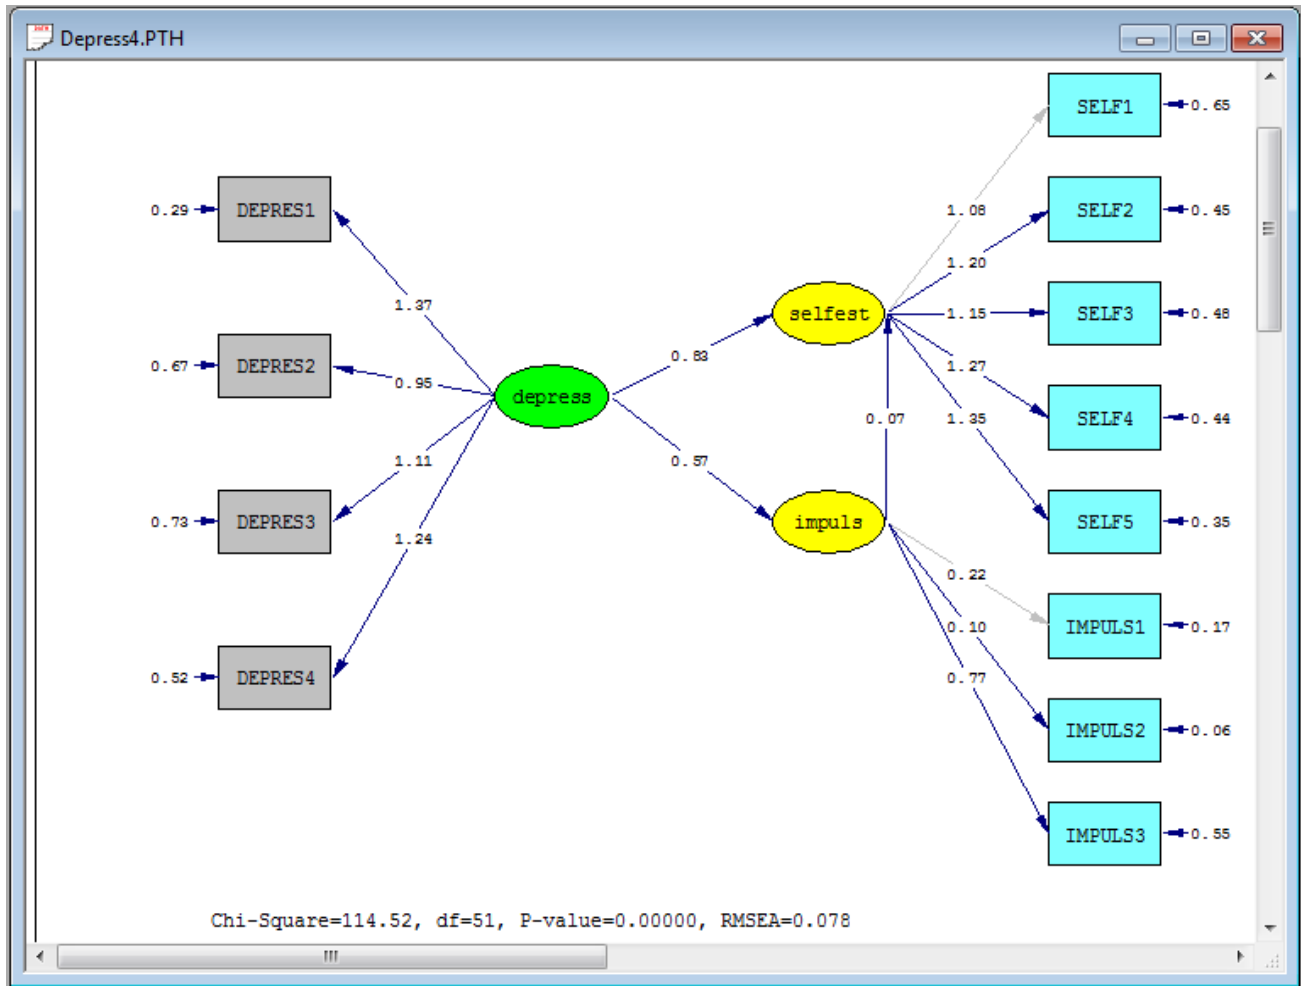 Depress4.PTH
SELF1
0.65
0.29
DEPRES1
1.08
SELF2
0.45
1.20
1.37
selfest
1.15
SELF3
0.48
0.67
DEPRES2
0.95
0.83
1.27
depress
0.07
1.35
SELF4
0.44
1.11
0.57
0.73
DEPRES3
impuls
SELF5
0.35
1.24
0.22
0.10
IMPULS1
0.17
0.52
DEPRES4
0.77
IMPULS2
0.06
IMPULS3
0.55
Chi-Square=114.52, df=51, P-value=0.00000, RMSEA=0.078